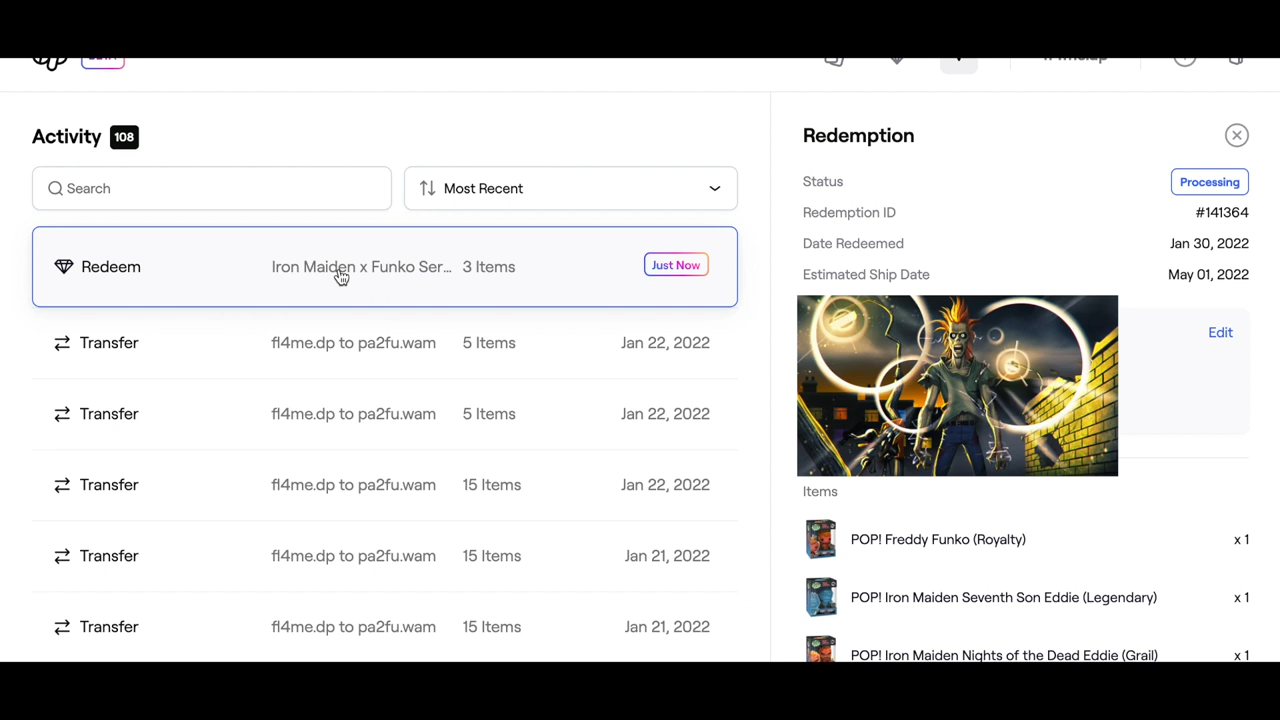 Activity 108
Search
Most Recent
Redeem Iron Maiden x Funko Ser... 3 Items Just Now
Transfer fl4me.dp to pa2fu.wam 5 Items Jan 22, 2022
Transfer fl4me.dp to pa2fu.wam 5 Items Jan 22, 2022
Transfer fl4me.dp to pa2fu.wam 15 Items Jan 22, 2022
Transfer fl4me.dp to pa2fu.wam 15 Items Jan 21, 2022
Transfer fl4me.dp to pa2fu.wam 15 Items Jan 21, 2022
Redemption
Status Processing
Redemption ID #141364
Date Redeemed Jan 30, 2022
Estimated Ship Date May 01, 2022
Edit
Items
POP! Freddy Funko (Royalty) x 1
POP! Iron Maiden Seventh Son Eddie (Legendary) x 1
POP! Iron Maiden Nights of the Dead Eddie (Grail) x 1